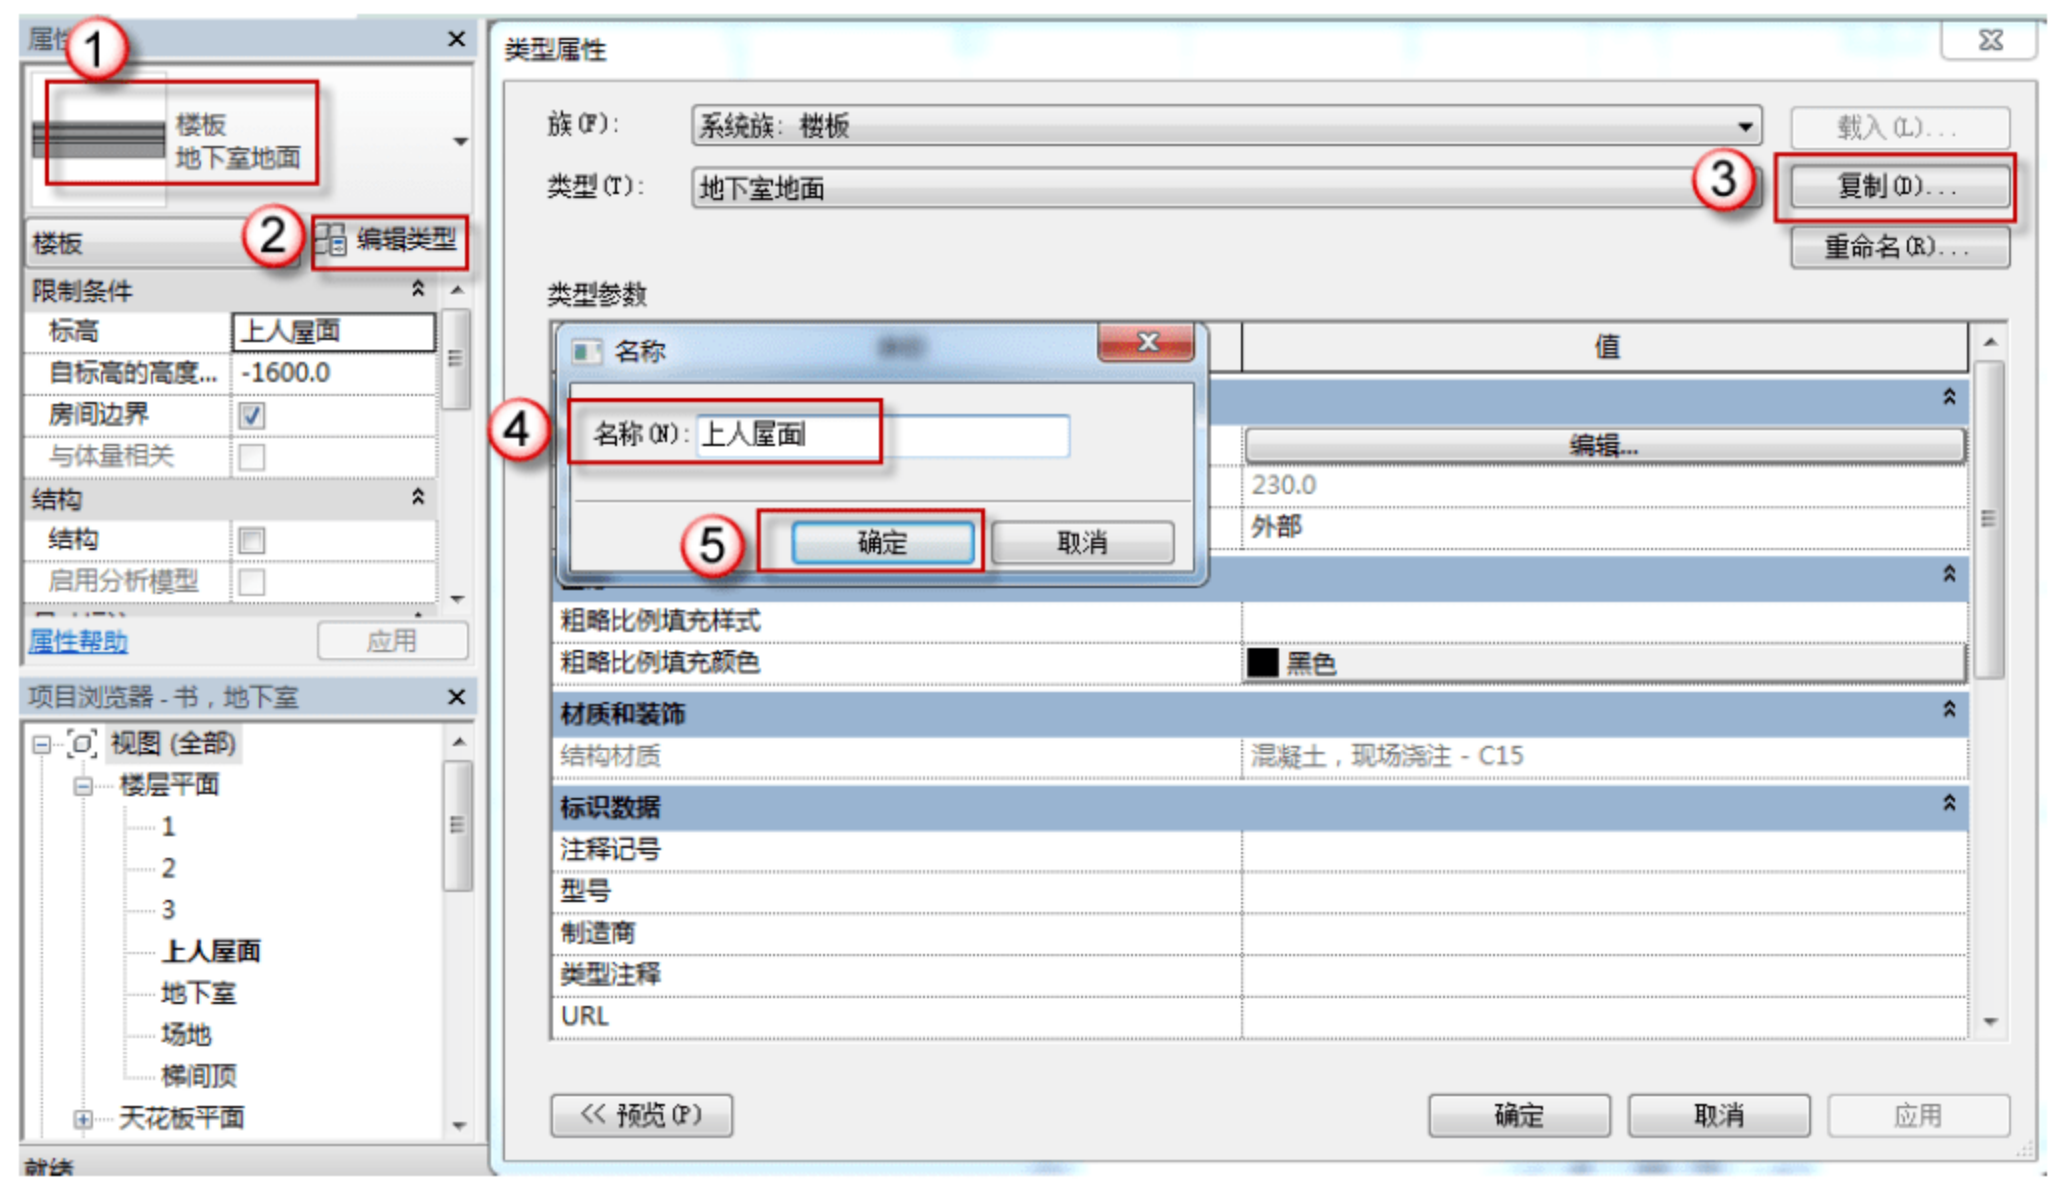 属性
1
楼板
地下室地面
楼板
2
编辑类型
限制条件
标高 上人屋面
自标高的高度... -1600.0
房间边界
与体量相关
结构
结构
启用分析模型
属性帮助 应用
项目浏览器 - 书，地下室
视图 (全部)
楼层平面
1
2
3
上人屋面
地下室
场地
梯间顶
天花板平面
就绪
类型属性
族(F): 系统族: 楼板 载入(L)...
类型(T): 地下室地面 3 复制(D)...
重命名(R)...
类型参数
值
名称
4 名称(N): 上人屋面
5 确定 取消
编辑...
230.0
外部
粗略比例填充样式
粗略比例填充颜色 黑色
材质和装饰
结构材质 混凝土，现场浇注 - C15
标识数据
注释记号
型号
制造商
类型注释
URL
<< 预览(P) 确定 取消 应用